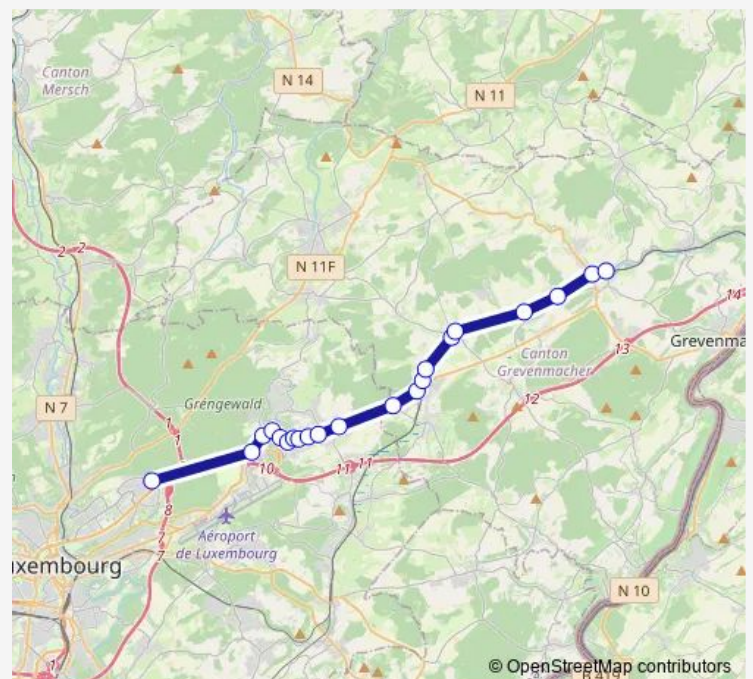 Canton
Mersch
N 14
N 11
2
2
N 11F
14
Grevenma
13
Canton
Grevenmacher
12
N 7
Gréngewald
1
1
10
11
11
8
7
7
Aéroport
de Luxembourg
uxembourg
N 10
1
© OpenStreetMap contributors